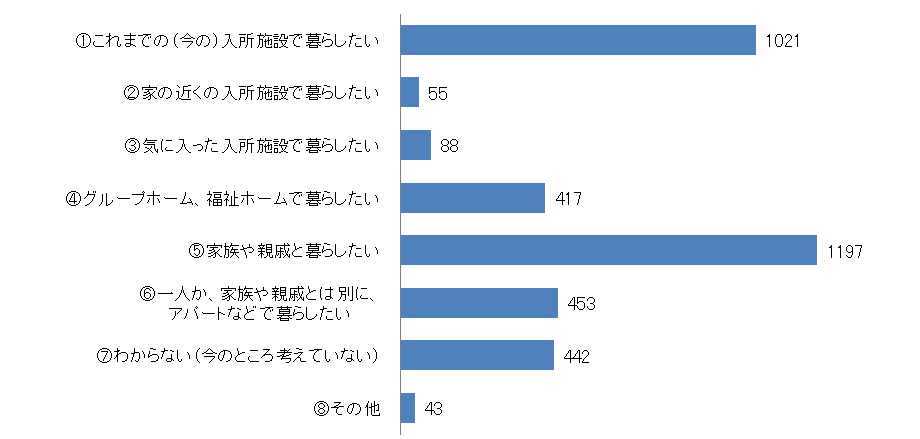 ①これまでの（今の）入所施設で暮らしたい 1021
②家の近くの入所施設で暮らしたい 55
③気に入った入所施設で暮らしたい 88
④グループホーム、福祉ホームで暮らしたい 417
⑤家族や親戚と暮らしたい 1197
⑥一人か、家族や親戚とは別に、
アパートなどで暮らしたい 453
⑦わからない（今のところ考えていない） 442
⑧その他 43